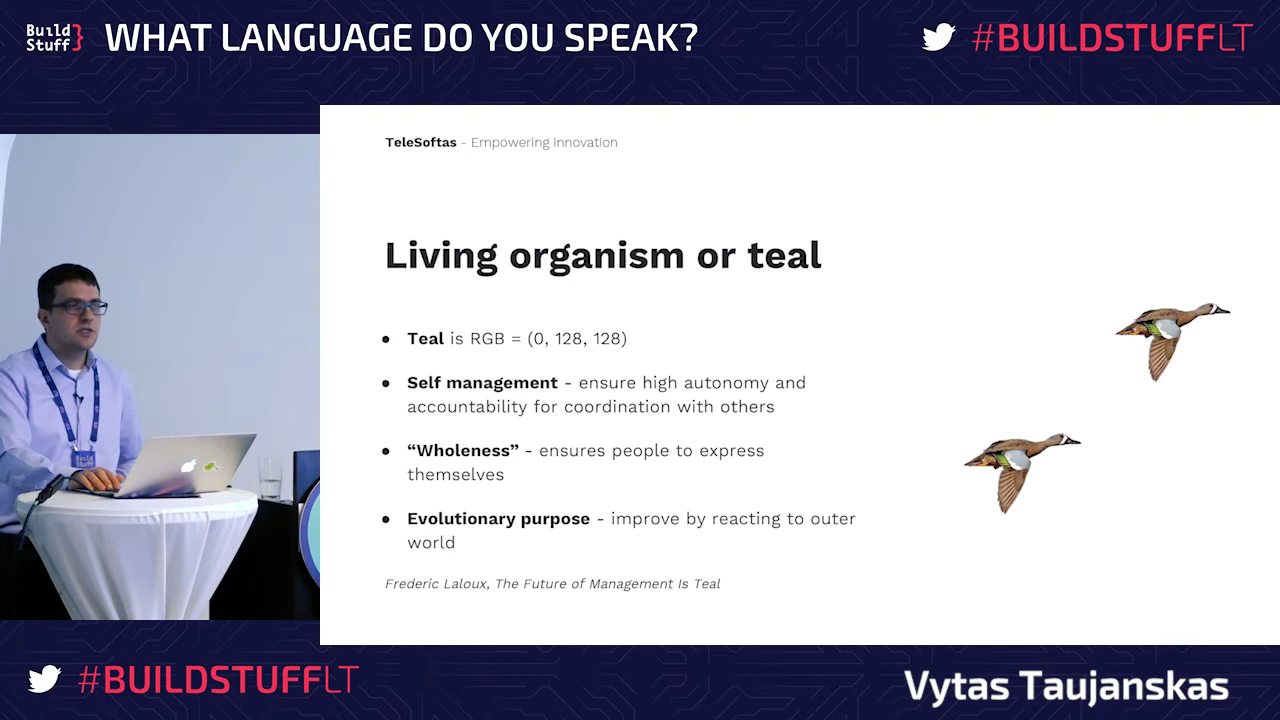 Build
Stuff}
WHAT LANGUAGE DO YOU SPEAK?
#BUILDSTUFFLT
TeleSoftas - Empowering innovation
Living organism or teal
● Teal is RGB = (0, 128, 128)
● Self management - ensure high autonomy and
accountability for coordination with others
● “Wholeness” - ensures people to express
themselves
● Evolutionary purpose - improve by reacting to outer
world
Frederic Laloux, The Future of Management Is Teal
Build
Stuff
#BUILDSTUFFLT
Vytas Taujanskas